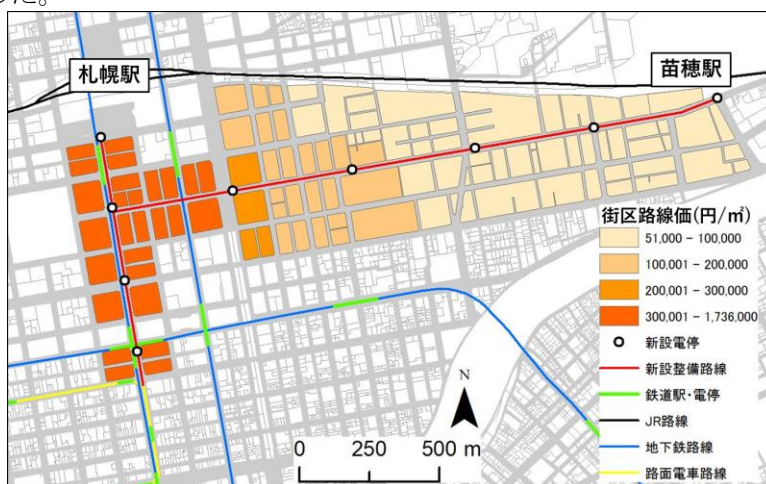 した。
札幌駅
苗穂駅
街区路線価(円/㎡)
51,000 – 100,000
100,001 – 200,000
200,001 – 300,000
300,001 – 1,736,000
新設電停
新設整備路線
鉄道駅・電停
JR路線
地下鉄路線
路面電車路線
N
0 250 500 m